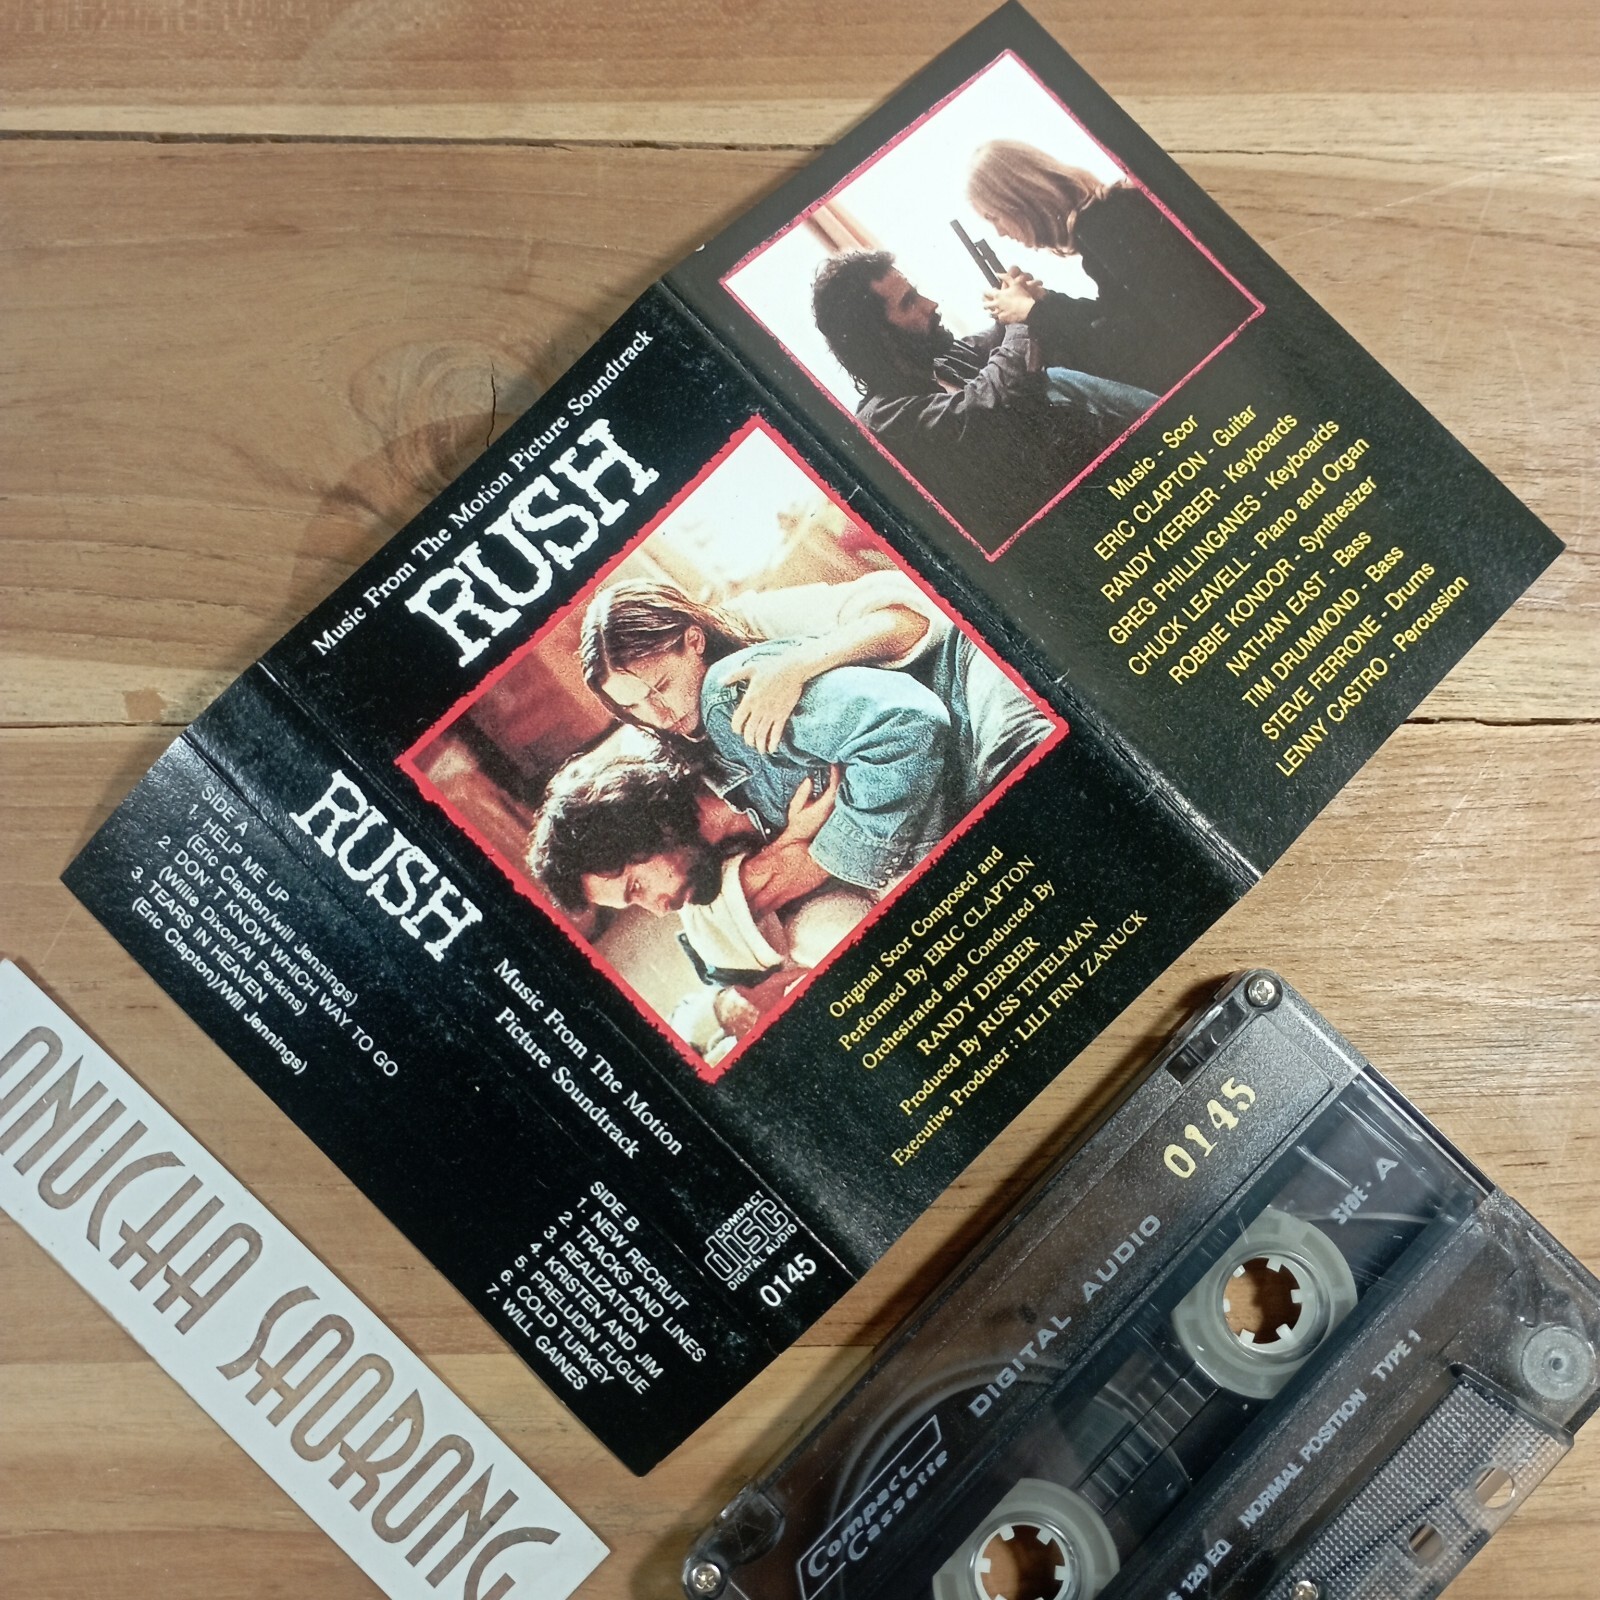 Music From The Motion Picture Soundtrack
RUSH
Original Scor Composed and
Performed By ERIC CLAPTON
Orchestrated and Conducted By
RANDY DERBER
Produced By RUSS TITELMAN
Executive Producer : LILI FINI ZANUCK
Music - Scor
ERIC CLAPTON - Guitar
RANDY KERBER - Keyboards
GREG PHILLINGANES - Keyboards
CHUCK LEAVELL - Piano and Organ
ROBBIE KONDOR - Synthesizer
NATHAN EAST - Bass
TIM DRUMMOND - Bass
STEVE FERRONE - Drums
LENNY CASTRO - Percussion
RUSH
Music From The Motion
Picture Soundtrack
COMPACT
disc
DIGITAL AUDIO
0145
SIDE A
1. HELP ME UP
(Eric Clapton/will Jennings)
2. DON' T KNOW WHICH WAY TO GO
(Willie Dixon/Al Perkins)
3. TEARS IN HEAVEN
(Eric Clapton)/Will Jennings)
SIDE B
1. NEW RECRUIT
2. TRACKS AND LINES
3. REALIZATION
4. KRISTEN AND JIM
5. PRELUDIN FUGUE
6. COLD TURKEY
7. WILL GAINES
ANUCHA SAORONG
0145
DIGITAL AUDIO
Compact
Cassette
A
120 EQ NORMAL POSITION TYPE 1